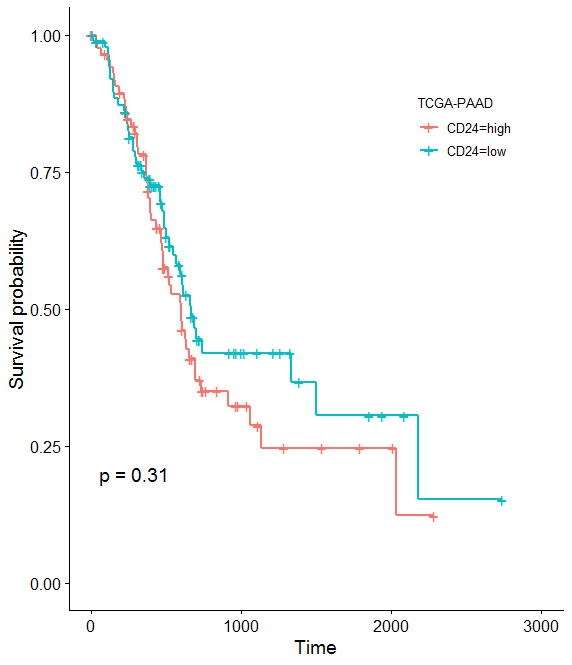 1.00
0.75
0.50
0.25
0.00
Survival probability
TCGA-PAAD
CD24=high
CD24=low
p = 0.31
0 1000 2000 3000
Time